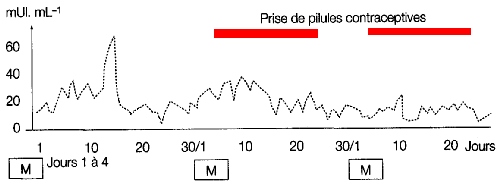 mUI. mL⁻¹
Prise de pilules contraceptives
60
40
20
0
1 10 20 30/1 10 20 30/1 10 20 Jours
M Jours 1 à 4 M M